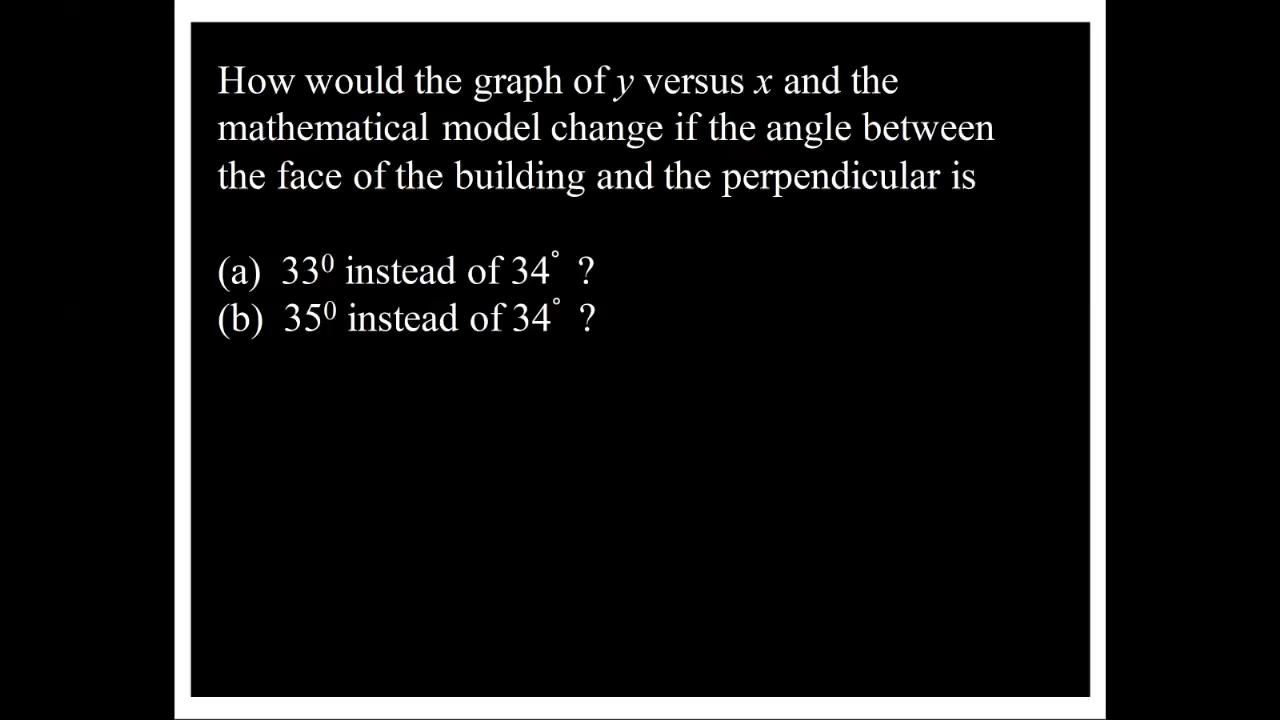 How would the graph of y versus x and the
mathematical model change if the angle between
the face of the building and the perpendicular is
(a) 33⁰ instead of 34° ?
(b) 35⁰ instead of 34° ?